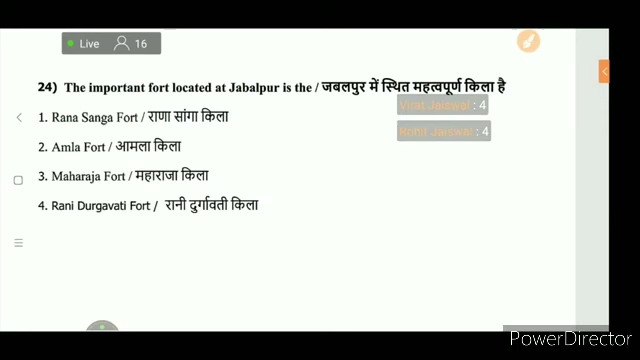 Live 16
24) The important fort located at Jabalpur is the / जबलपुर में स्थित महत्वपूर्ण किला है
Virat Jaiswal : 4
1. Rana Sanga Fort / राणा सांगा किला
Rohit Jaiswal : 4
2. Amla Fort / आमला किला
3. Maharaja Fort / महाराजा किला
4. Rani Durgavati Fort / रानी दुर्गावती किला
PowerDirector